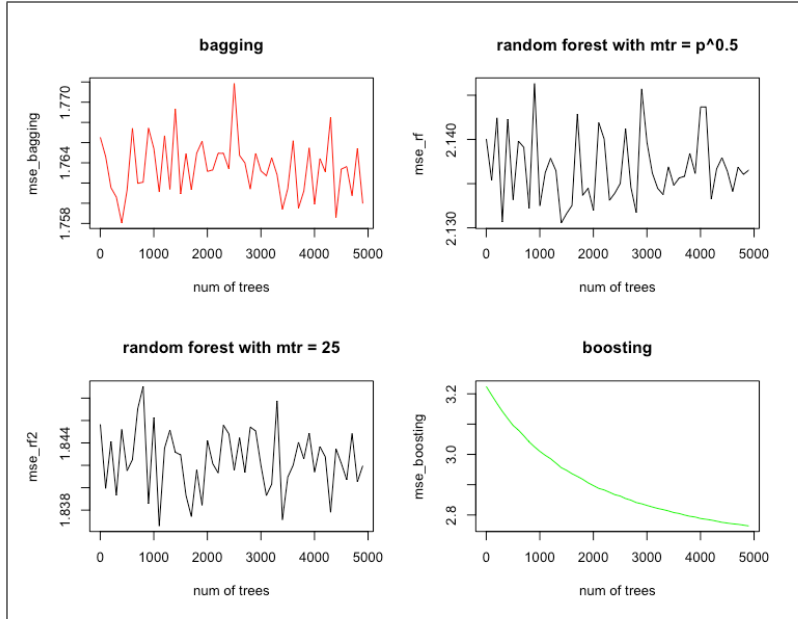 bagging
mse_bagging
1.758 1.764 1.770
0 1000 2000 3000 4000 5000
num of trees
random forest with mtr = p^0.5
mse_rf
2.130 2.140
0 1000 2000 3000 4000 5000
num of trees
random forest with mtr = 25
mse_rf2
1.838 1.844
0 1000 2000 3000 4000 5000
num of trees
boosting
mse_boosting
2.8 3.0 3.2
0 1000 2000 3000 4000 5000
num of trees